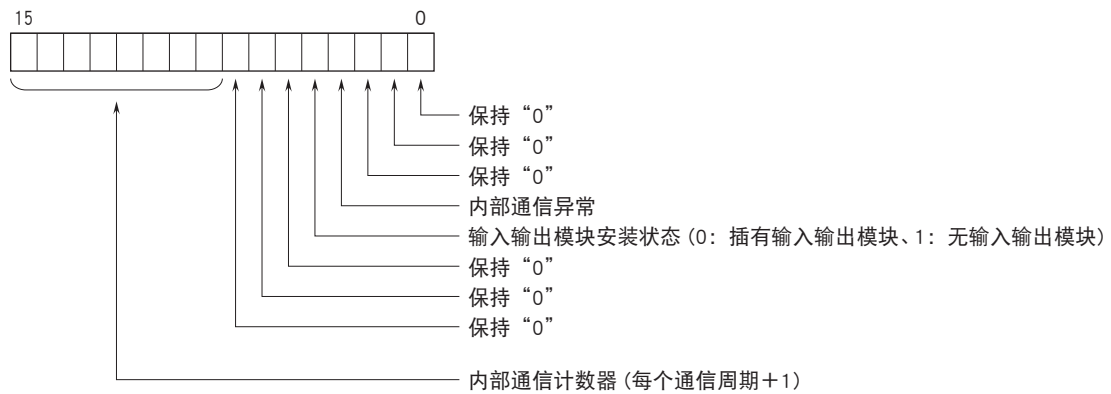 15 0
保持“0”
保持“0”
保持“0”
内部通信异常
输入输出模块安装状态(0：插有输入输出模块、1：无输入输出模块)
保持“0”
保持“0”
保持“0”
内部通信计数器(每个通信周期＋1)